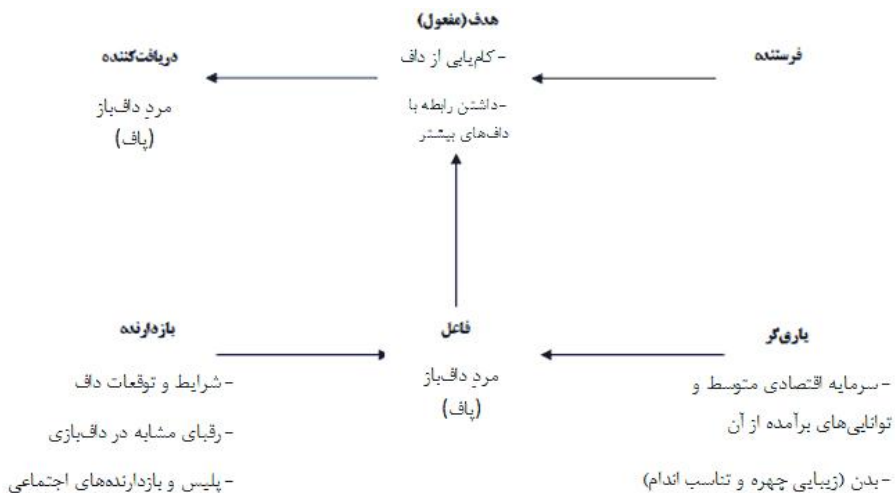 هدف(مفعول)
فرستنده
-کام‌یابی از داف
دریافت‌کننده
-داشتن رابطه با
داف‌های بیشتر
مردِ داف‌باز
(پاف)
یاری‌گر
فاعل
بازدارنده
-سرمایه اقتصادی متوسط و
توانایی‌های برآمده از آن
-بدن (زیبایی چهره و تناسب اندام)
مردِ داف‌باز
(پاف)
-شرایط و توقعات داف
-رقبای مشابه در داف‌بازی
-پلیس و بازدارنده‌های اجتماعی